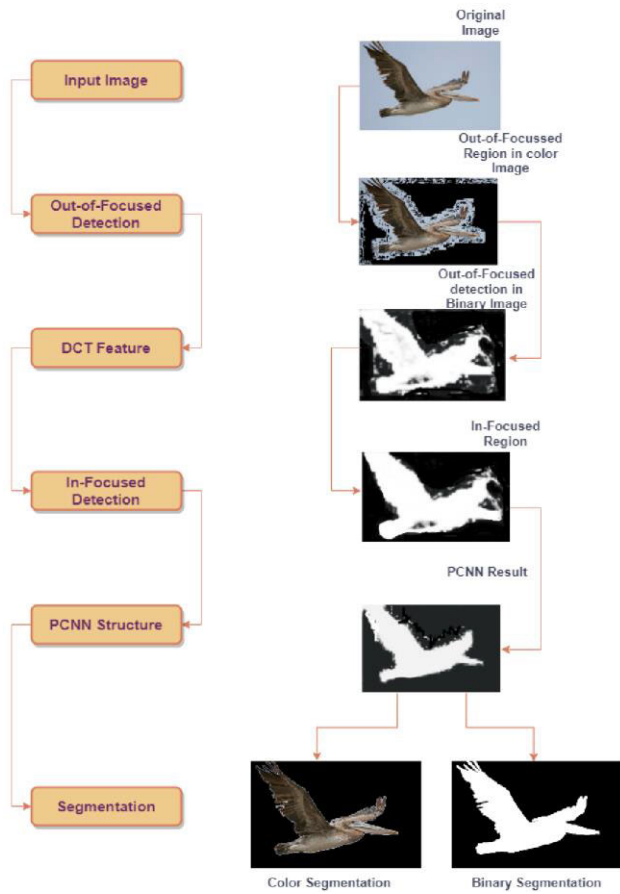 Original
Image
Input Image
Out-of-Focussed
Region in color
Image
Out-of-Focused
Detection
Out-of-Focused
detection in
Binary Image
DCT Feature
In-Focused
Region
In-Focused
Detection
PCNN Result
PCNN Structure
Segmentation
Color Segmentation
Binary Segmentation